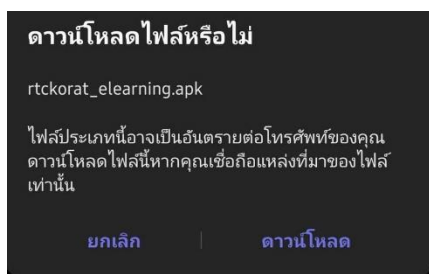 ดาวน์โหลดไฟล์หรือไม่
rtckorat_elearning.apk
ไฟล์ประเภทนี้อาจเป็นอันตรายต่อโทรศัพท์ของคุณ
ดาวน์โหลดไฟล์นี้หากคุณเชื่อถือแหล่งที่มาของไฟล์
เท่านั้น
ยกเลิก ดาวน์โหลด